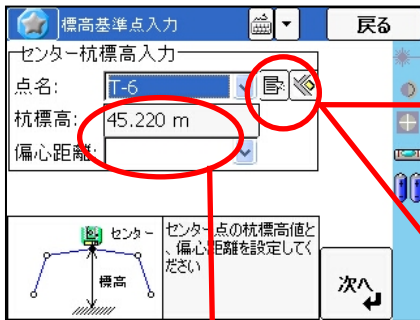 標高基準点入力
戻る
センター杭標高入力
点名:
T-6
杭標高:
45.220 m
偏心距離:
センター
標高
センター点の杭標高値と
、偏心距離を設定してく
ださい
次へ